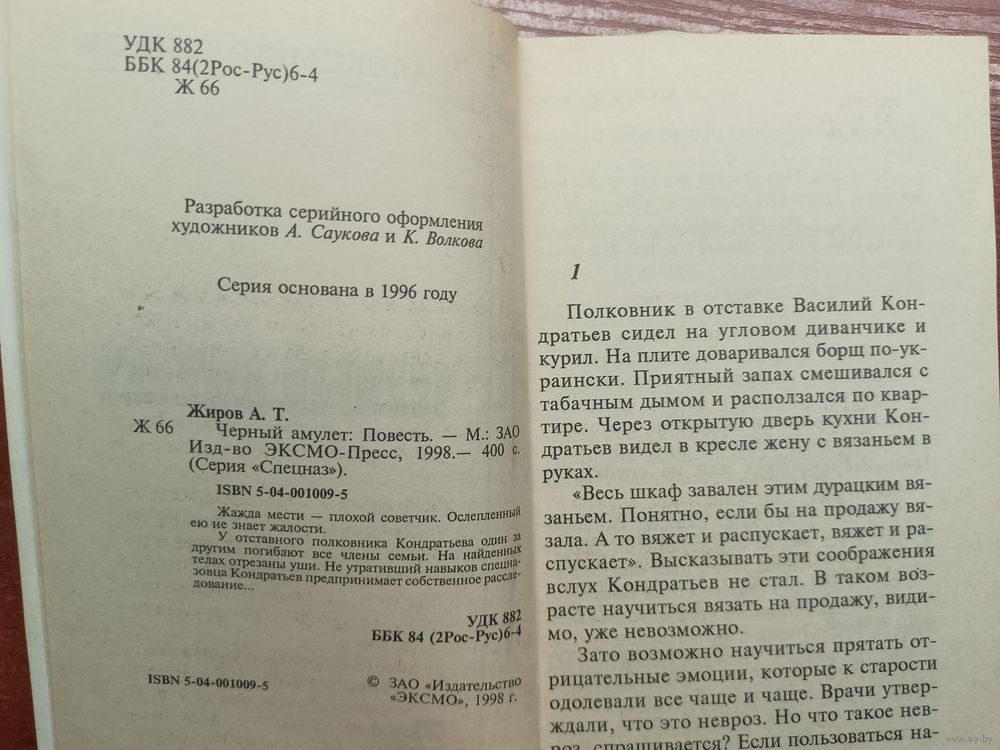 УДК 882
ББК 84(2Рос-Рус)6-4
Ж 66
Разработка серийного оформления
художников А. Саукова и К. Волкова
Серия основана в 1996 году
Жиров А. Т.
Ж 66
Черный амулет: Повесть. — М.: ЗАО
Изд-во ЭКСМО-Пресс, 1998.— 400 с.
(Серия «Спецназ»).
ISBN 5-04-001009-5
Жажда мести — плохой советчик. Ослепленный
ею не знает жалости.
У отставного полковника Кондратьева один за
другим погибают все члены семьи. На найденных
телах отрезаны уши. Не утративший навыков спецна-
зовца Кондратьев предпринимает собственное рассле-
дование...
УДК 882
ББК 84 (2Рос-Рус)6-4
ISBN 5-04-001009-5
© ЗАО «Издательство
«ЭКСМО», 1998 г.
1
Полковник в отставке Василий Кон-
дратьев сидел на угловом диванчике и
курил. На плите доваривался борщ по-ук-
раински. Приятный запах смешивался с
табачным дымом и расползался по квар-
тире. Через открытую дверь кухни Кон-
дратьев видел в кресле жену с вязаньем в
руках.
«Весь шкаф завален этим дурацким вя-
заньем. Понятно, если бы на продажу вя-
зала. А то вяжет и распускает, вяжет и ра-
спускает». Высказывать эти соображения
вслух Кондратьев не стал. В таком воз-
расте научиться вязать на продажу, види-
мо, уже невозможно.
Зато возможно научиться прятать от-
рицательные эмоции, которые к старости
одолевали все чаще и чаще. Врачи утвер-
ждали, что это невроз. Но что такое нев-
роз, спрашивается? Если пользоваться на-
www.ay.by